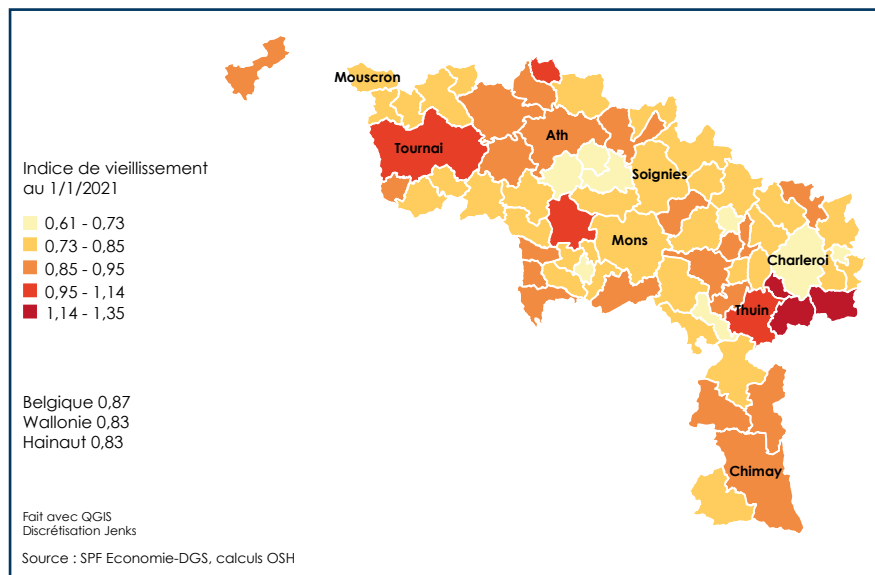 Mouscron
Tournai
Ath
Soignies
Mons
Charleroi
Thuin
Chimay
Indice de vieillissement
au 1/1/2021
0,61 - 0,73
0,73 - 0,85
0,85 - 0,95
0,95 - 1,14
1,14 - 1,35
Belgique 0,87
Wallonie 0,83
Hainaut 0,83
Fait avec QGIS
Discrétisation Jenks
Source : SPF Economie-DGS, calculs OSH